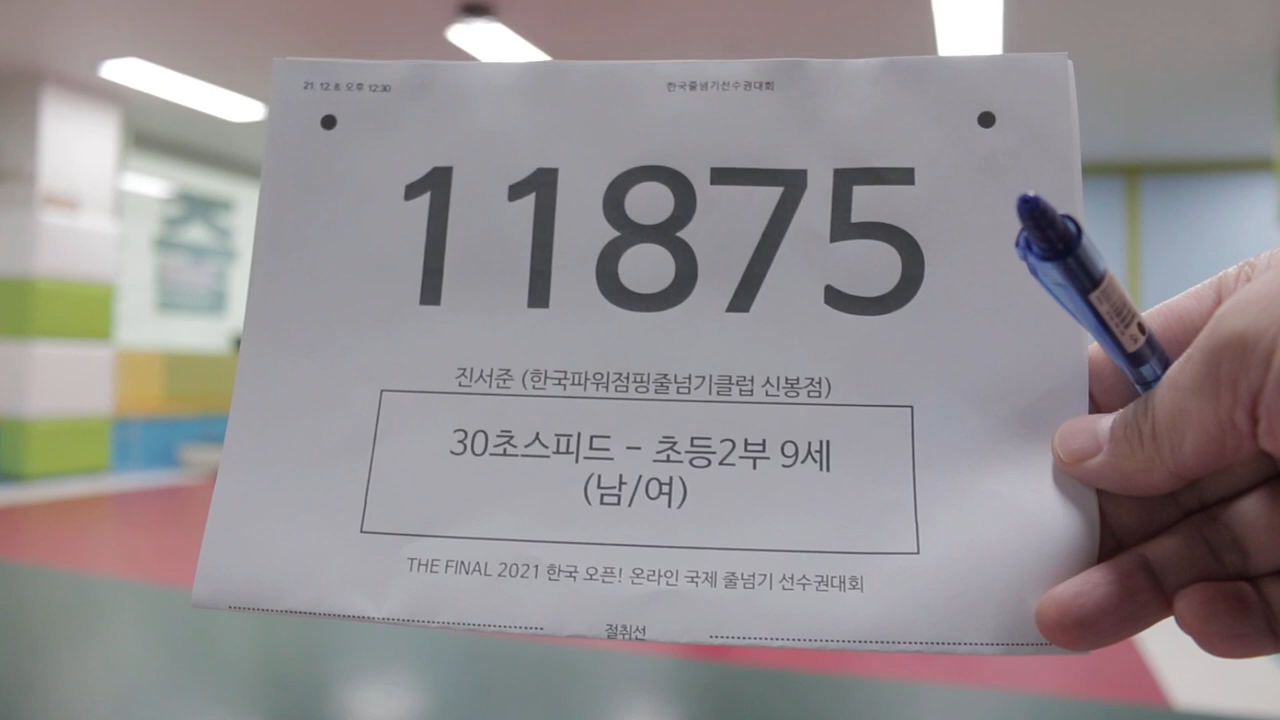 21. 12. 8. 오후 12:30
한국줄넘기선수권대회
11875
진서준 (한국파워점핑줄넘기클럽 신봉점)
30초스피드 - 초등2부 9세
(남/여)
THE FINAL 2021 한국 오픈! 온라인 국제 줄넘기 선수권대회
절취선